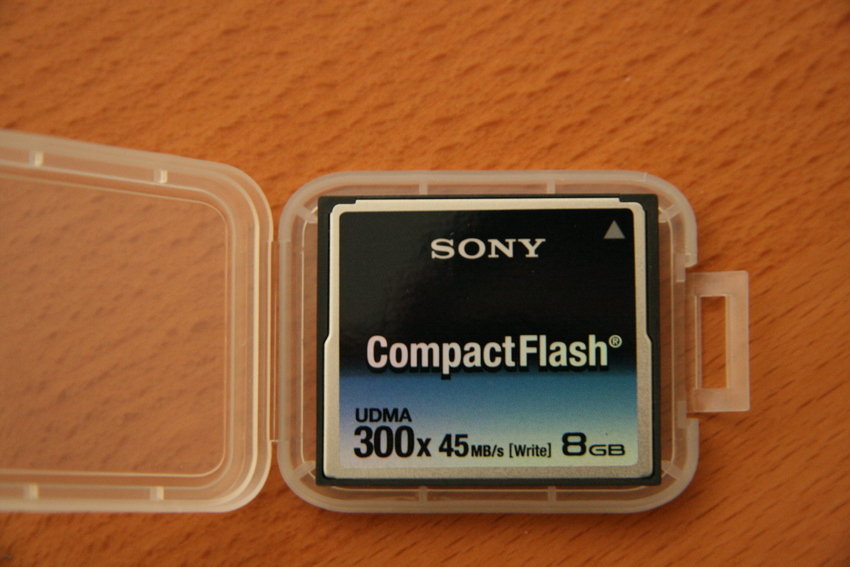 SONY
CompactFlash®
UDMA
300x 45MB/s [Write] 8GB